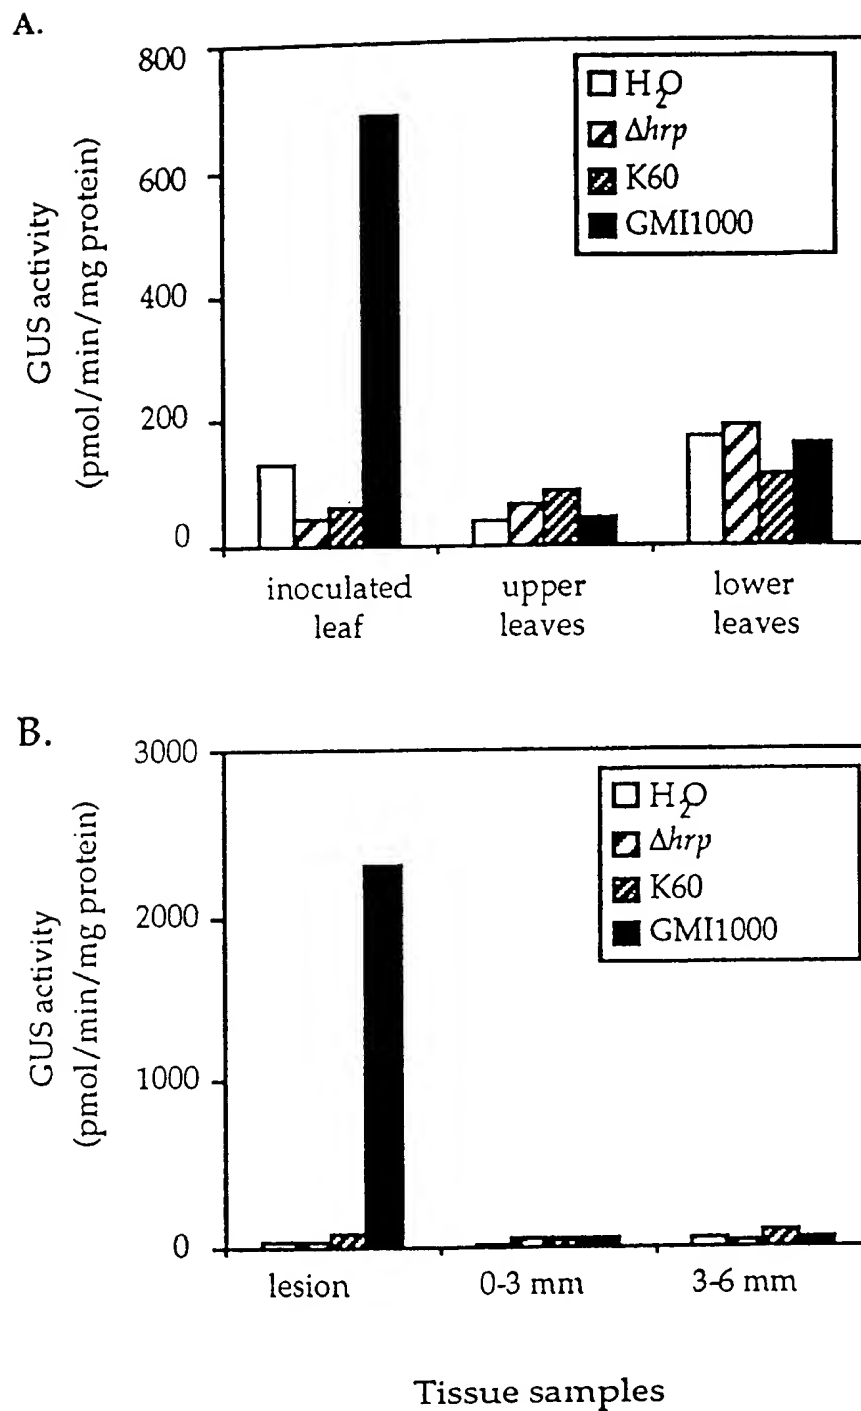 A.
800
600
400
200
0
GUS activity
(pmol/min/mg protein)
H2O
Δhrp
K60
GMI1000
inoculated
leaf
upper
leaves
lower
leaves
B.
3000
2000
1000
0
GUS activity
(pmol/min/mg protein)
H2O
Δhrp
K60
GMI1000
lesion
0-3 mm
3-6 mm
Tissue samples